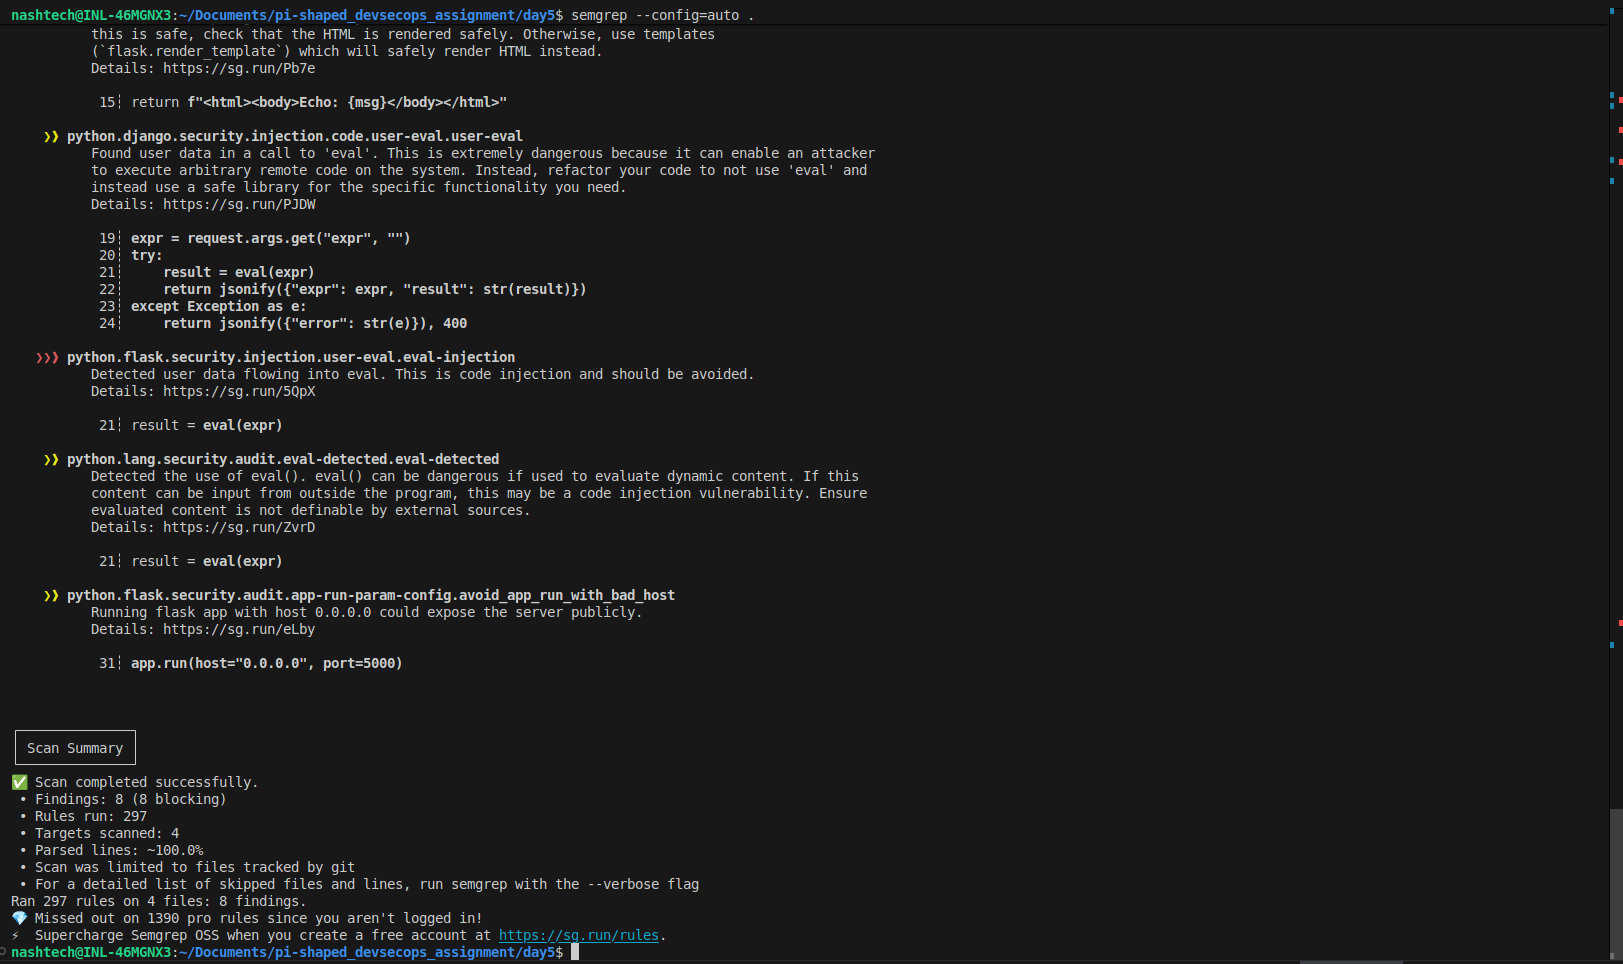 nashtech@INL-46MGNX3:~/Documents/pi-shaped_devsecops_assignment/day5$ semgrep --config=auto .
this is safe, check that the HTML is rendered safely. Otherwise, use templates
(`flask.render_template`) which will safely render HTML instead.
Details: https://sg.run/Pb7e
15┆ return f"<html><body>Echo: {msg}</body></html>"
❯❱ python.django.security.injection.code.user-eval.user-eval
Found user data in a call to 'eval'. This is extremely dangerous because it can enable an attacker
to execute arbitrary remote code on the system. Instead, refactor your code to not use 'eval' and
instead use a safe library for the specific functionality you need.
Details: https://sg.run/PJDW
19┆ expr = request.args.get("expr", "")
20┆ try:
21┆     result = eval(expr)
22┆     return jsonify({"expr": expr, "result": str(result)})
23┆ except Exception as e:
24┆     return jsonify({"error": str(e)}), 400
❯❯❱ python.flask.security.injection.user-eval.eval-injection
Detected user data flowing into eval. This is code injection and should be avoided.
Details: https://sg.run/5QpX
21┆ result = eval(expr)
❯❱ python.lang.security.audit.eval-detected.eval-detected
Detected the use of eval(). eval() can be dangerous if used to evaluate dynamic content. If this
content can be input from outside the program, this may be a code injection vulnerability. Ensure
evaluated content is not definable by external sources.
Details: https://sg.run/ZvrD
21┆ result = eval(expr)
❯❱ python.flask.security.audit.app-run-param-config.avoid_app_run_with_bad_host
Running flask app with host 0.0.0.0 could expose the server publicly.
Details: https://sg.run/eLby
31┆ app.run(host="0.0.0.0", port=5000)
Scan Summary
✅ Scan completed successfully.
• Findings: 8 (8 blocking)
• Rules run: 297
• Targets scanned: 4
• Parsed lines: ~100.0%
• Scan was limited to files tracked by git
• For a detailed list of skipped files and lines, run semgrep with the --verbose flag
Ran 297 rules on 4 files: 8 findings.
💎 Missed out on 1390 pro rules since you aren't logged in!
⚡ Supercharge Semgrep OSS when you create a free account at https://sg.run/rules.
nashtech@INL-46MGNX3:~/Documents/pi-shaped_devsecops_assignment/day5$